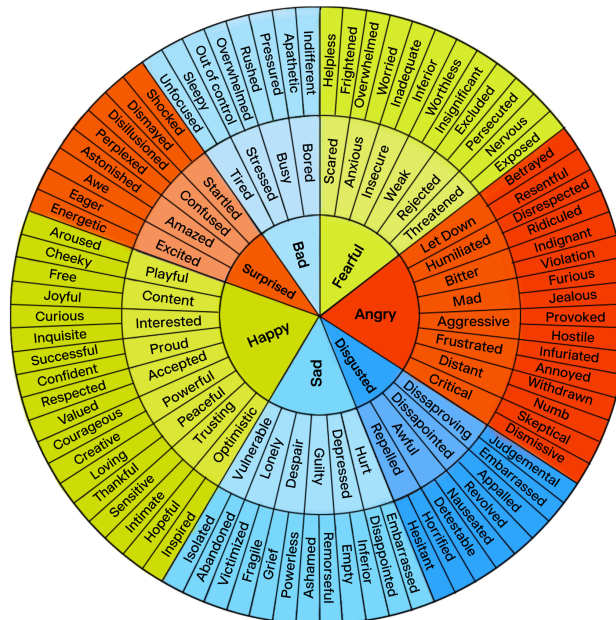 Bad
Fearful
Angry
Disgusted
Sad
Happy
Surprised
Tired
Stressed
Busy
Bored
Scared
Anxious
Insecure
Weak
Rejected
Threatened
Let Down
Humiliated
Bitter
Mad
Aggressive
Frustrated
Distant
Critical
Dissaproving
Dissapointed
Awful
Repelled
Hurt
Depressed
Guilty
Despair
Lonely
Vulnerable
Optimistic
Trusting
Peaceful
Powerful
Accepted
Proud
Interested
Content
Playful
Excited
Amazed
Confused
Startled
Unfocused
Sleepy
Out of control
Overwhelmed
Rushed
Pressured
Apathetic
Indifferent
Helpless
Frightened
Overwhelmed
Worried
Inadequate
Inferior
Worthless
Insignificant
Excluded
Persecuted
Nervous
Exposed
Betrayed
Resentful
Disrespected
Ridiculed
Indignant
Violation
Furious
Jealous
Provoked
Hostile
Infuriated
Annoyed
Withdrawn
Numb
Skeptical
Dismissive
Judgemental
Embarrassed
Appalled
Revolved
Nauseated
Detestable
Horrified
Hesitant
Embarrassed
Disappointed
Inferior
Empty
Remorseful
Ashamed
Powerless
Grief
Fragile
Victimized
Abandoned
Isolated
Inspired
Hopeful
Intimate
Sensitive
Thankful
Loving
Creative
Courageous
Valued
Respected
Confident
Successful
Inquisite
Curious
Joyful
Free
Cheeky
Aroused
Energetic
Eager
Awe
Astonished
Perplexed
Disillusioned
Dismayed
Shocked